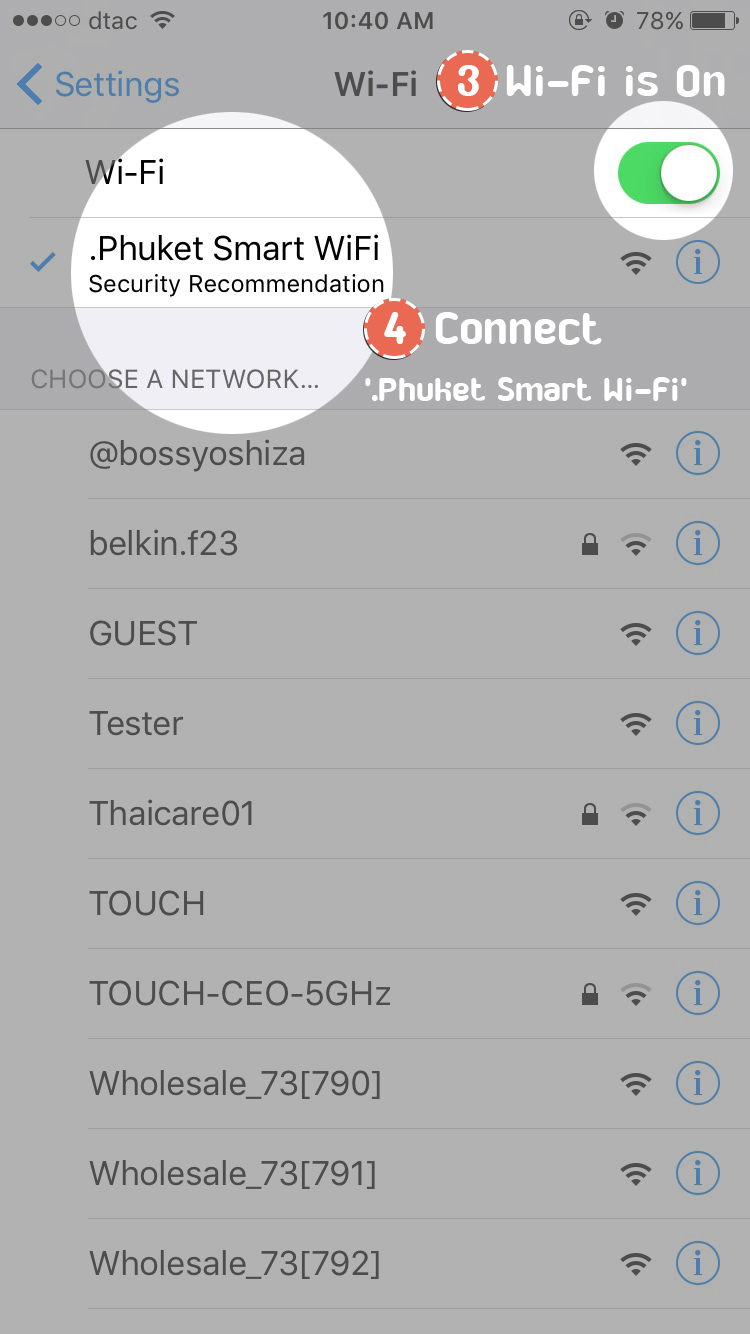 dtac 10:40 AM 78%
Settings Wi-Fi 3 Wi-Fi is On
Wi-Fi
.Phuket Smart WiFi
Security Recommendation
4 Connect
'.Phuket Smart Wi-Fi'
CHOOSE A NETWORK...
@bossyoshiza
belkin.f23
GUEST
Tester
Thaicare01
TOUCH
TOUCH-CEO-5GHz
Wholesale_73[790]
Wholesale_73[791]
Wholesale_73[792]